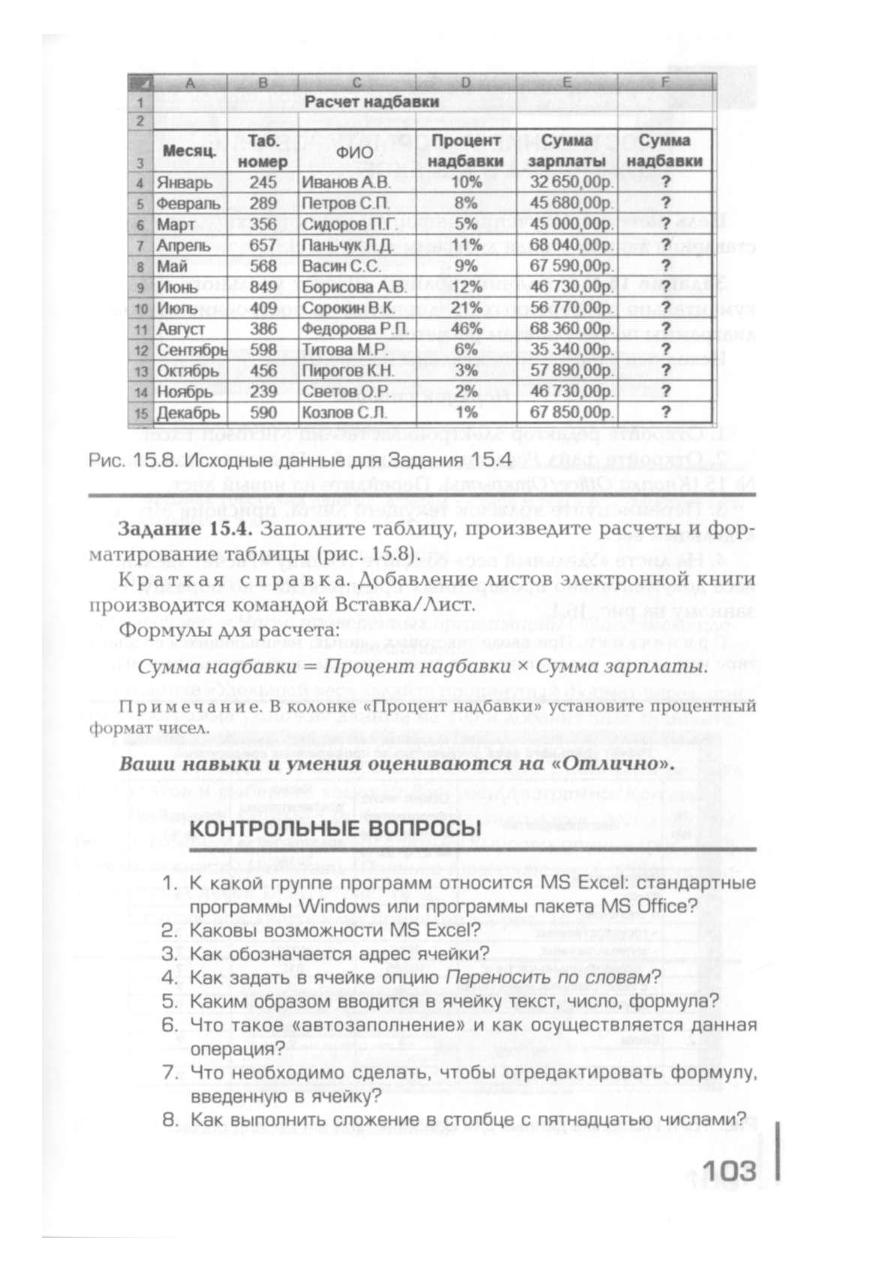 A B C D E F
1 Расчет надбавки
2
3 Месяц. Таб. номер ФИО Процент надбавки Сумма зарплаты Сумма надбавки
4 Январь 245 Иванов А.В. 10% 32 650,00р. ?
5 Февраль 289 Петров С.П. 8% 45 680,00р. ?
6 Март 356 Сидоров П.Г. 5% 45 000,00р. ?
7 Апрель 657 Паньчук Л.Д. 11% 68 040,00р. ?
8 Май 568 Васин С.С. 9% 67 590,00р. ?
9 Июнь 849 Борисова А.В. 12% 46 730,00р. ?
10 Июль 409 Сорокин В.К. 21% 56 770,00р. ?
11 Август 386 Федорова Р.П. 46% 68 360,00р. ?
12 Сентябрь 598 Титова М.Р. 6% 35 340,00р. ?
13 Октябрь 456 Пирогов К.Н. 3% 57 890,00р. ?
14 Ноябрь 239 Светов О.Р. 2% 46 730,00р. ?
15 Декабрь 590 Козлов С.Л. 1% 67 850,00р. ?
Рис. 15.8. Исходные данные для Задания 15.4
Задание 15.4. Заполните таблицу, произведите расчеты и фор-
матирование таблицы (рис. 15.8).
Краткая справка. Добавление листов электронной книги
производится командой Вставка/Лист.
Формулы для расчета:
Сумма надбавки = Процент надбавки × Сумма зарплаты.
Примечание. В колонке «Процент надбавки» установите процентный
формат чисел.
Ваши навыки и умения оцениваются на «Отлично».
КОНТРОЛЬНЫЕ ВОПРОСЫ
1. К какой группе программ относится MS Excel: стандартные
программы Windows или программы пакета MS Office?
2. Каковы возможности MS Excel?
3. Как обозначается адрес ячейки?
4. Как задать в ячейке опцию Переносить по словам?
5. Каким образом вводится в ячейку текст, число, формула?
6. Что такое «автозаполнение» и как осуществляется данная
операция?
7. Что необходимо сделать, чтобы отредактировать формулу,
введенную в ячейку?
8. Как выполнить сложение в столбце с пятнадцатью числами?
103